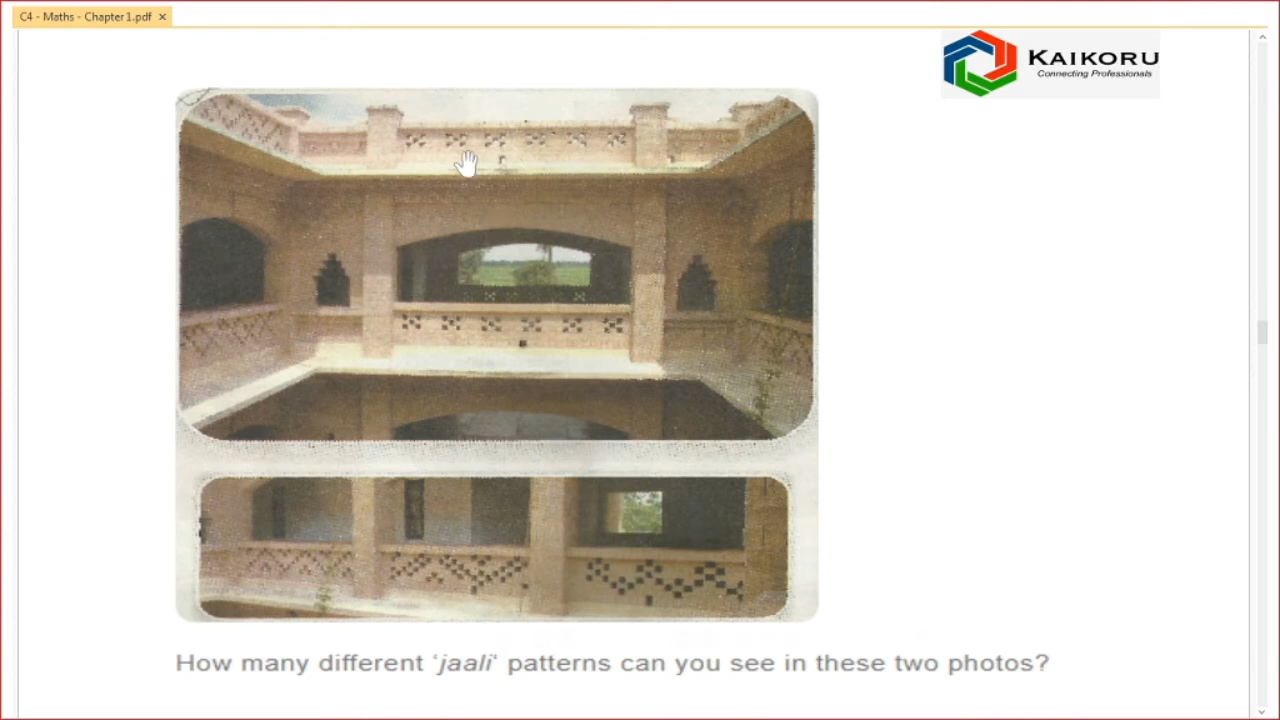 C4 - Maths - Chapter 1.pdf
KAIKORU
Connecting Professionals
How many different 'jaali' patterns can you see in these two photos?